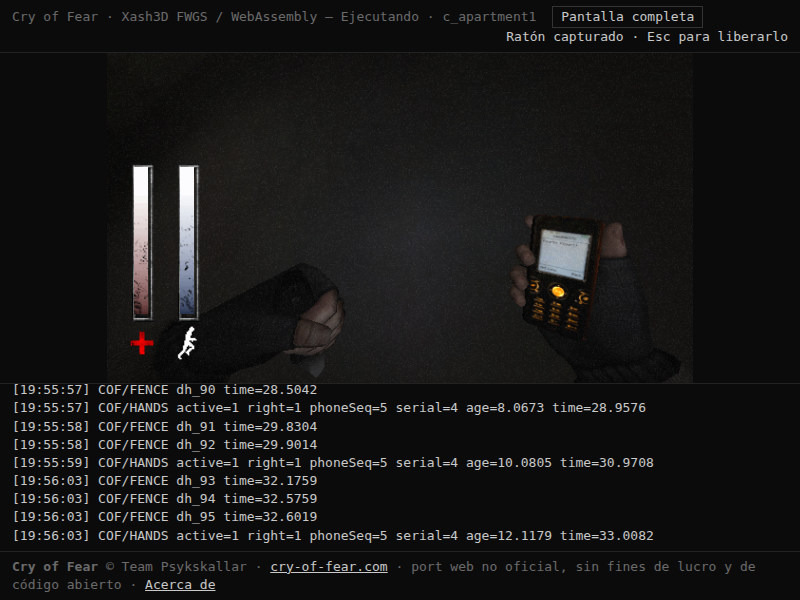 Cry of Fear · Xash3D FWGS / WebAssembly — Ejecutando · c_apartment1
Pantalla completa
Ratón capturado · Esc para liberarlo
[19:55:57] COF/FENCE dh_90 time=28.5042
[19:55:57] COF/HANDS active=1 right=1 phoneSeq=5 serial=4 age=8.0673 time=28.9576
[19:55:58] COF/FENCE dh_91 time=29.8304
[19:55:58] COF/FENCE dh_92 time=29.9014
[19:55:59] COF/HANDS active=1 right=1 phoneSeq=5 serial=4 age=10.0805 time=30.9708
[19:56:03] COF/FENCE dh_93 time=32.1759
[19:56:03] COF/FENCE dh_94 time=32.5759
[19:56:03] COF/FENCE dh_95 time=32.6019
[19:56:03] COF/HANDS active=1 right=1 phoneSeq=5 serial=4 age=12.1179 time=33.0082
Cry of Fear © Team Psykskallar · cry-of-fear.com · port web no oficial, sin fines de lucro y de
código abierto · Acerca de